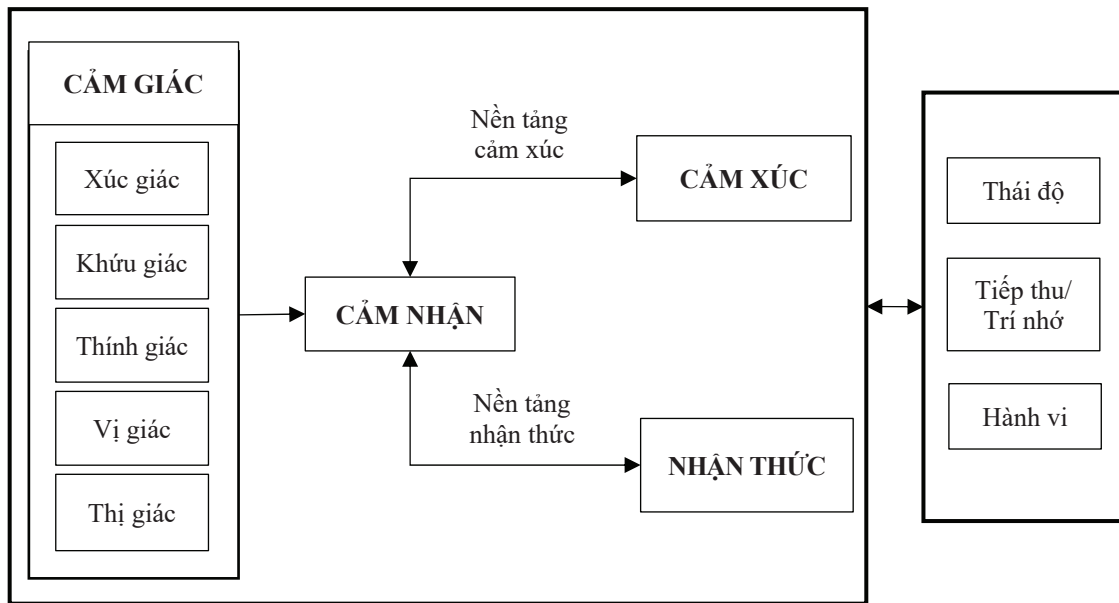 CẢM GIÁC
Xúc giác
Khứu giác
Thính giác
Vị giác
Thị giác
CẢM NHẬN
Nền tảng
cảm xúc
CẢM XÚC
Nền tảng
nhận thức
NHẬN THỨC
Thái độ
Tiếp thu/
Trí nhớ
Hành vi